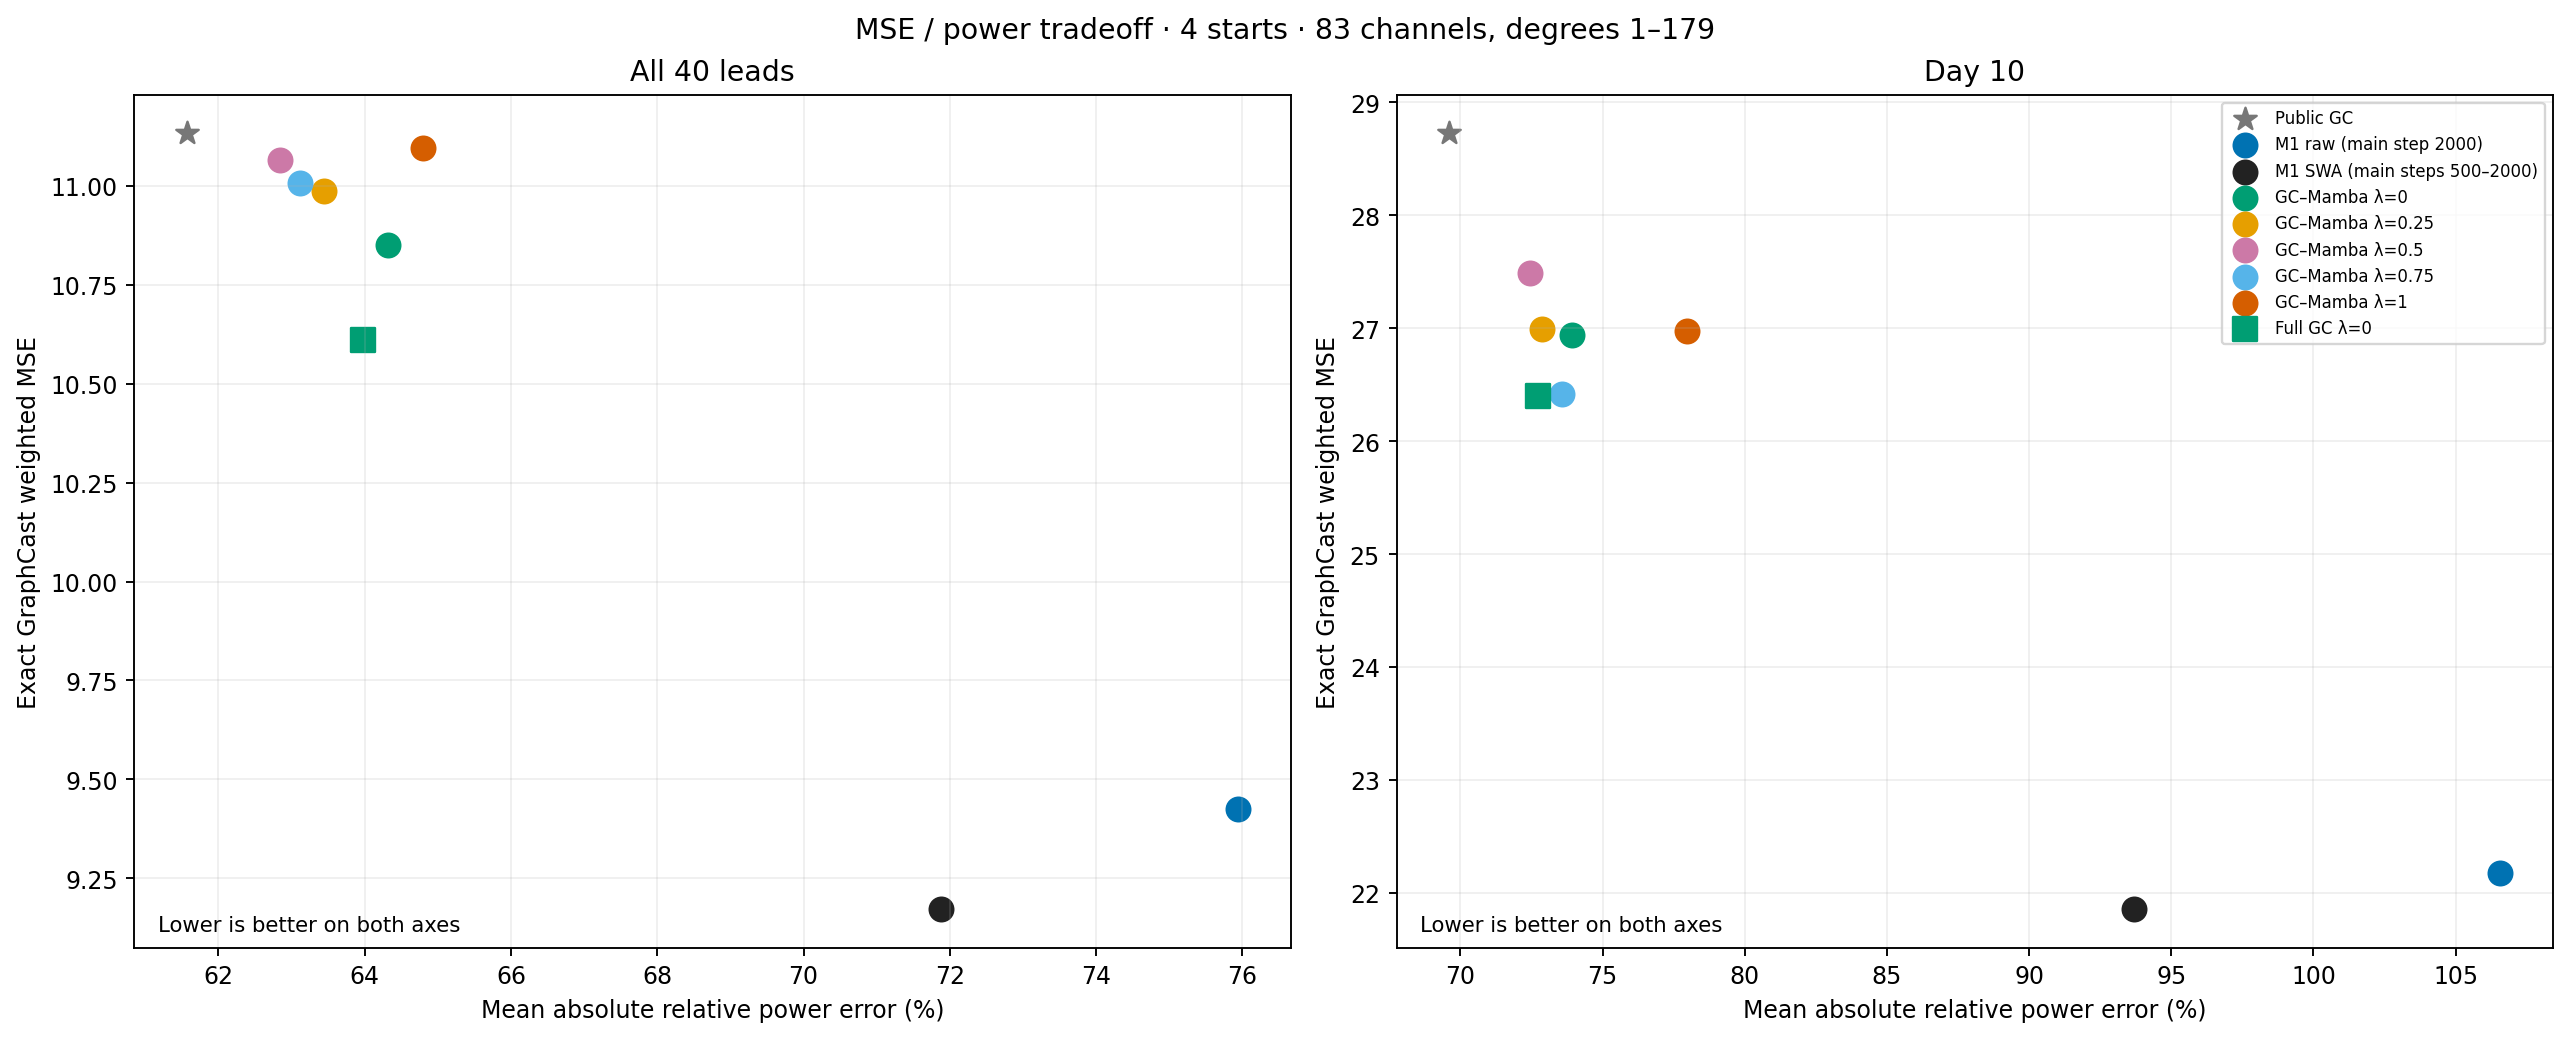 MSE / power tradeoff · 4 starts · 83 channels, degrees 1–179
All 40 leads
Exact GraphCast weighted MSE
11.00
10.75
10.50
10.25
10.00
9.75
9.50
9.25
Lower is better on both axes
62 64 66 68 70 72 74 76
Mean absolute relative power error (%)
Day 10
Exact GraphCast weighted MSE
29
28
27
26
25
24
23
22
Public GC
M1 raw (main step 2000)
M1 SWA (main steps 500–2000)
GC–Mamba λ=0
GC–Mamba λ=0.25
GC–Mamba λ=0.5
GC–Mamba λ=0.75
GC–Mamba λ=1
Full GC λ=0
Lower is better on both axes
70 75 80 85 90 95 100 105
Mean absolute relative power error (%)